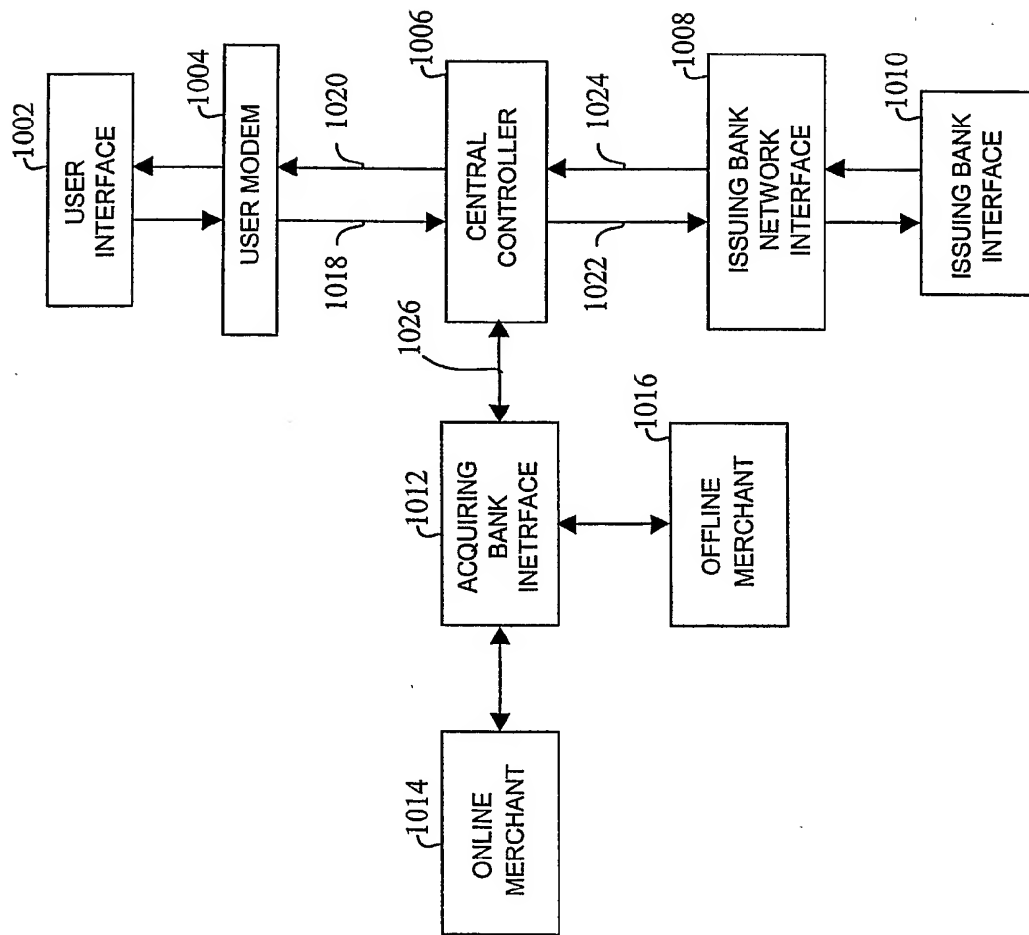 1002
USER
INTERFACE
1004
USER MODEM
1018
1020
1006
CENTRAL
CONTROLLER
1026
1022
1024
1008
ISSUING BANK
NETWORK
INTERFACE
1010
ISSUING BANK
INTERFACE
1012
ACQUIRING
BANK
INETRFACE
1016
OFFLINE
MERCHANT
1014
ONLINE
MERCHANT